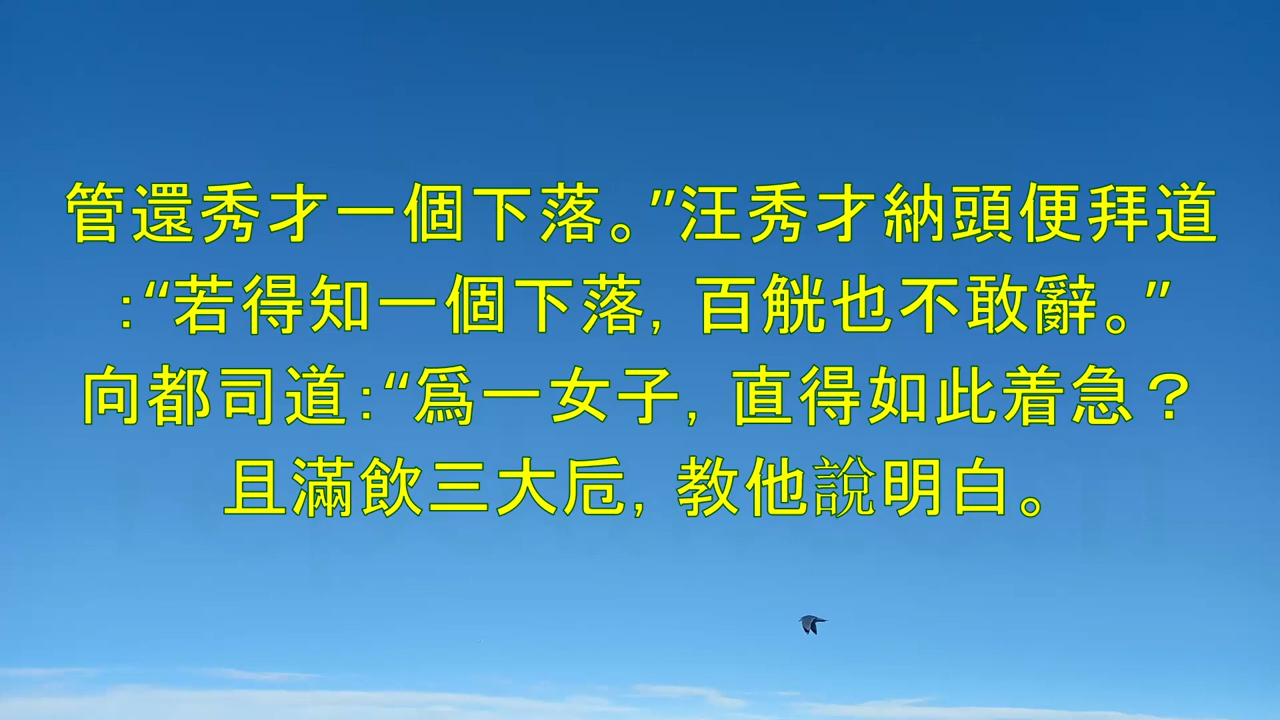 管還秀才一個下落。”汪秀才納頭便拜道
:“若得知一個下落, 百觥也不敢辭。”
向都司道:“爲一女子, 直得如此着急？
且滿飲三大卮, 教他說明白。